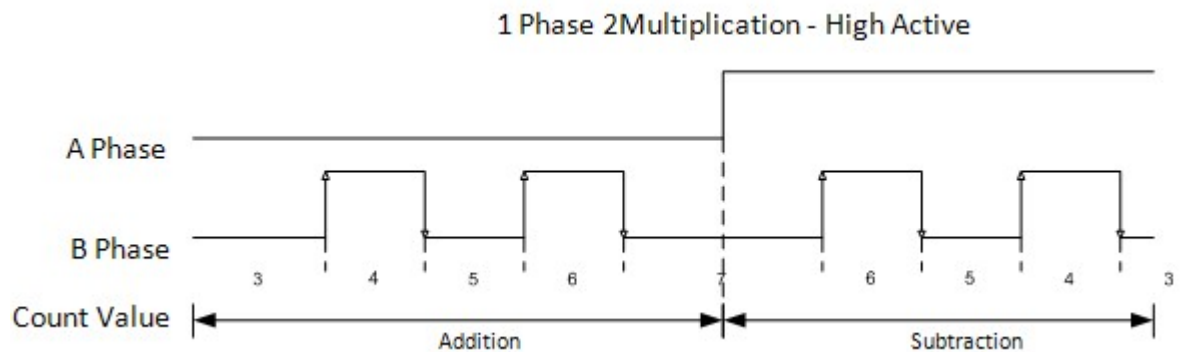 1 Phase 2Multiplication - High Active
A Phase
B Phase
3 4 5 6 7 6 5 4 3
Count Value
Addition Subtraction